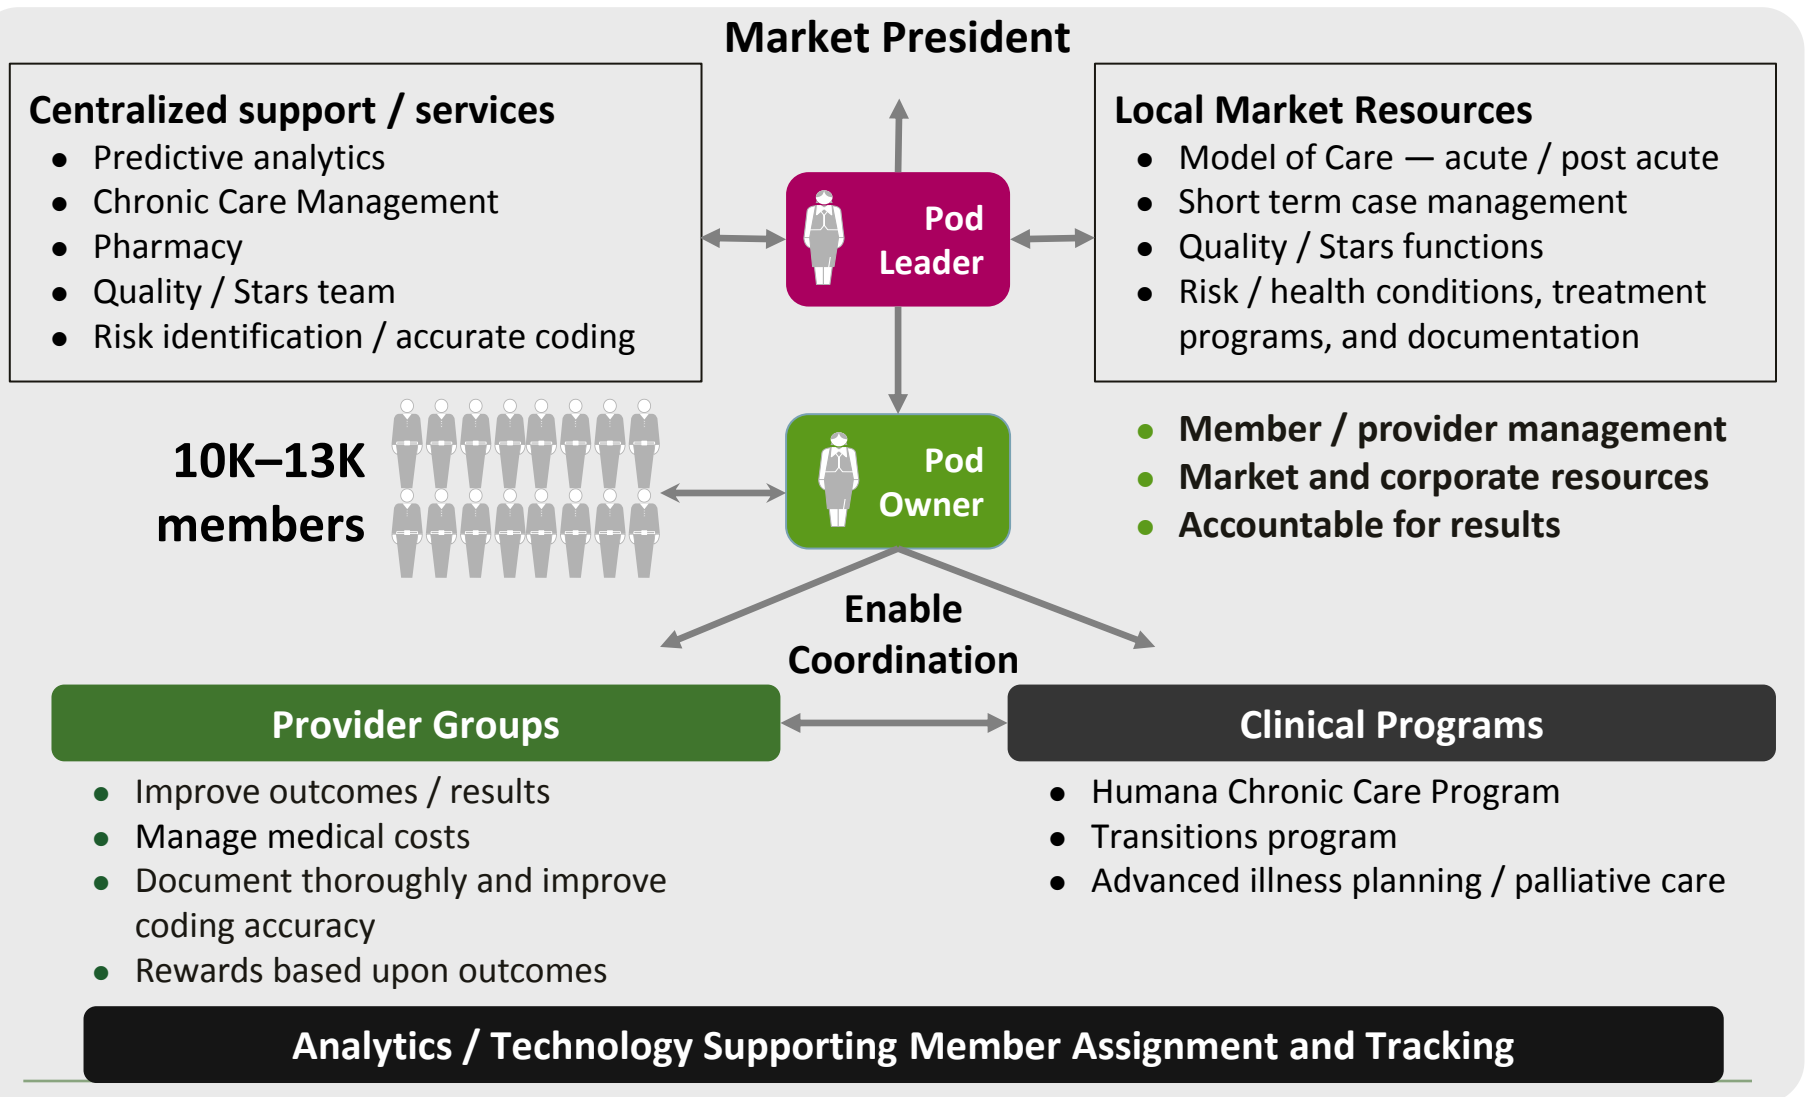 Market President
Centralized support / services
● Predictive analytics
● Chronic Care Management
● Pharmacy
● Quality / Stars team
● Risk identification / accurate coding
Pod
Leader
Local Market Resources
● Model of Care — acute / post acute
● Short term case management
● Quality / Stars functions
● Risk / health conditions, treatment
programs, and documentation
10K–13K
members
Pod
Owner
● Member / provider management
● Market and corporate resources
● Accountable for results
Enable
Coordination
Provider Groups
● Improve outcomes / results
● Manage medical costs
● Document thoroughly and improve
coding accuracy
● Rewards based upon outcomes
Clinical Programs
● Humana Chronic Care Program
● Transitions program
● Advanced illness planning / palliative care
Analytics / Technology Supporting Member Assignment and Tracking